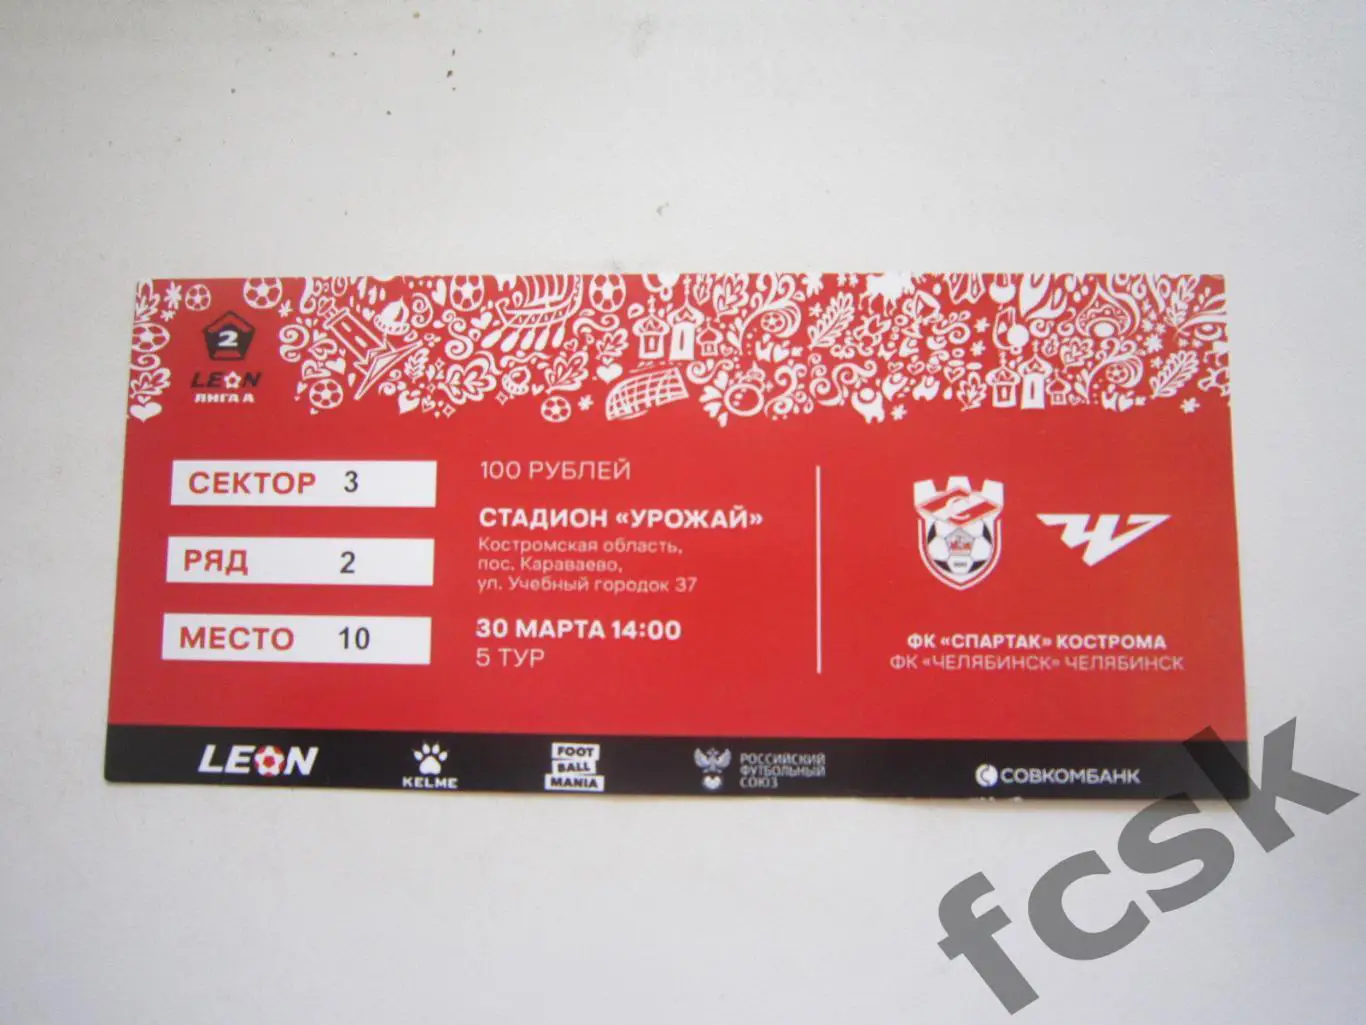 2
LEON
ЛИГА А
СЕКТОР 3
РЯД 2
МЕСТО 10
100 РУБЛЕЙ
СТАДИОН «УРОЖАЙ»
Костромская область,
пос. Караваево,
ул. Учебный городок 37
30 МАРТА 14:00
5 ТУР
ФК «СПАРТАК» КОСТРОМА
ФК «ЧЕЛЯБИНСК» ЧЕЛЯБИНСК
LEON
KELME
FOOT
BALL
MANIA
РОССИЙСКИЙ
ФУТБОЛЬНЫЙ
СОЮЗ
СОВКОМБАНК
fcsk